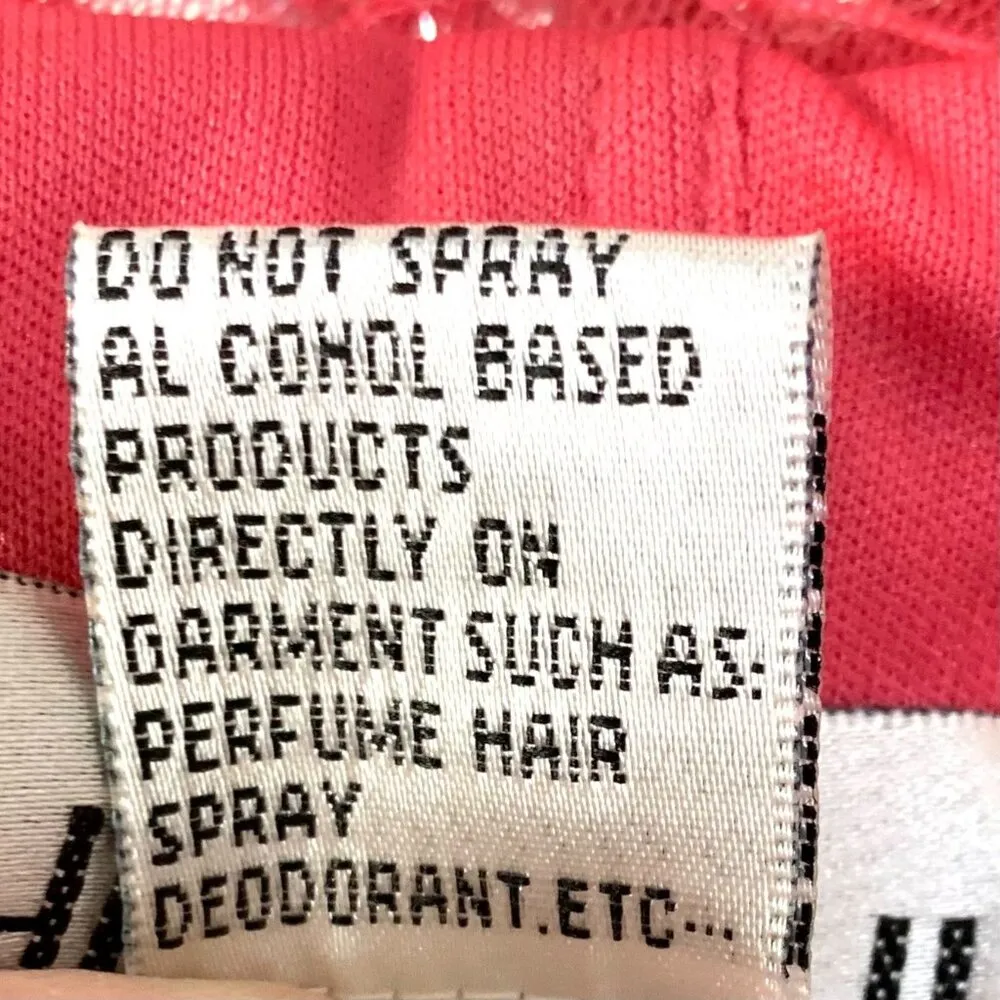 DO NOT SPRAY
AL COHOL BASED
PRODUCTS
DIRECTLY ON
GARMENT SUCH AS:
PERFUME HAIR
SPRAY
DEODORANT.ETC...